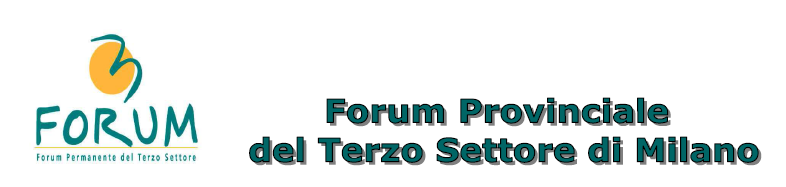 FORUM
Forum Permanente del Terzo Settore
Forum Provinciale
del Terzo Settore di Milano